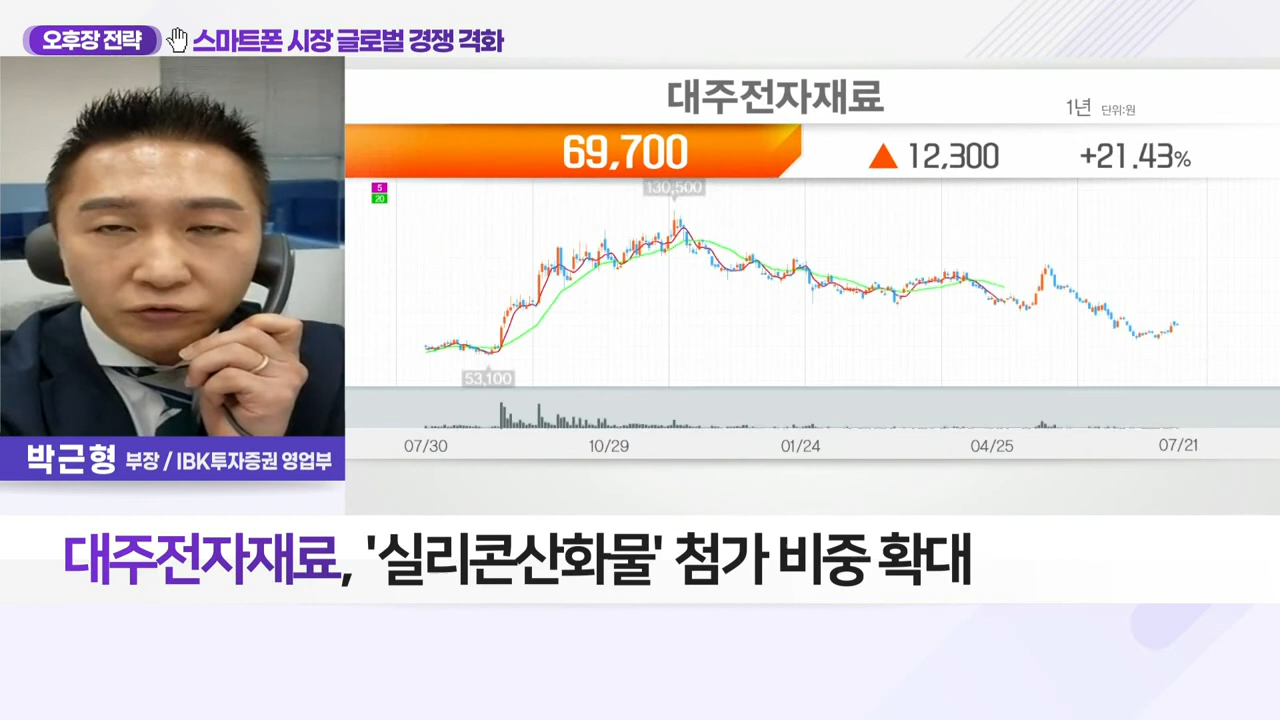 오후장 전략 스마트폰 시장 글로벌 경쟁 격화
대주전자재료
1년 단위:원
69,700 ▲ 12,300 +21.43%
5
20
130,500
53,100
07/30 10/29 01/24 04/25 07/21
박근형 부장 / IBK투자증권 영업부
대주전자재료, '실리콘산화물' 첨가 비중 확대